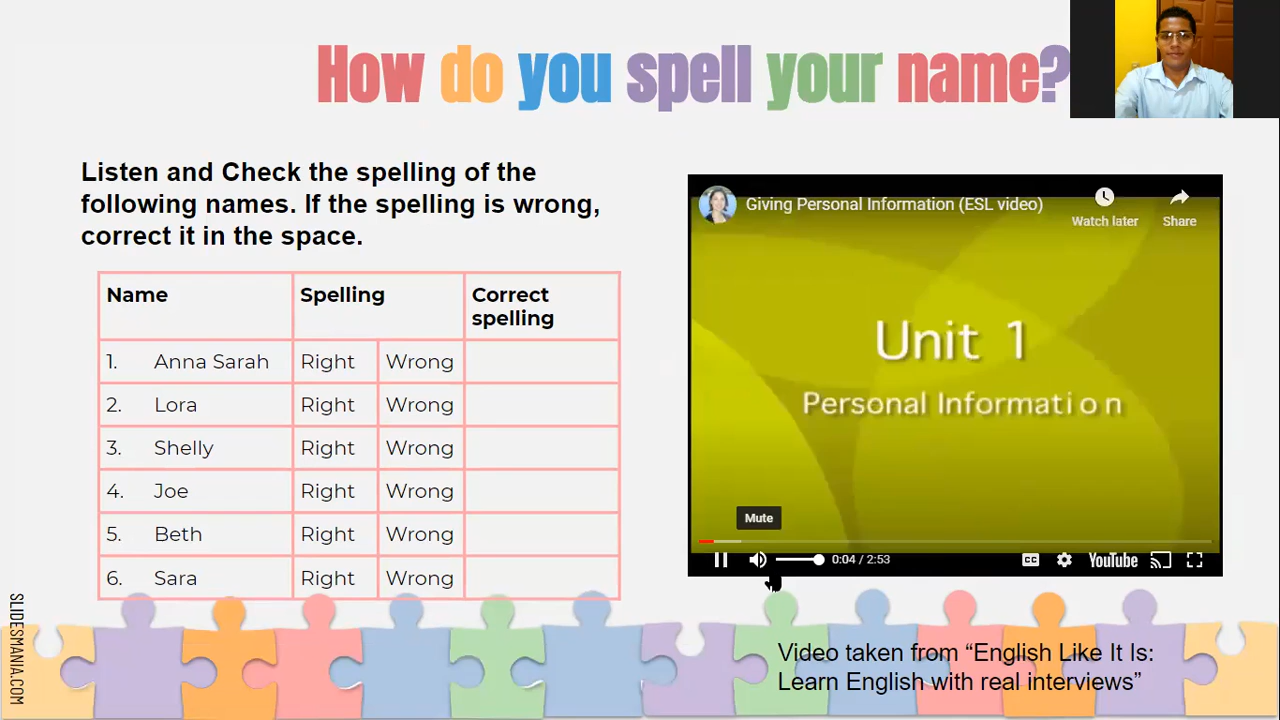 How do you spell your name?
Listen and Check the spelling of the
following names. If the spelling is wrong,
correct it in the space.
Name Spelling Correct
spelling
1. Anna Sarah Right Wrong
2. Lora Right Wrong
3. Shelly Right Wrong
4. Joe Right Wrong
5. Beth Right Wrong
6. Sara Right Wrong
Giving Personal Information (ESL video)
Watch later Share
Unit 1
Personal Information
Mute
0:04 / 2:53 CC YouTube
Video taken from “English Like It Is:
Learn English with real interviews”
SLIDESMANIA.COM